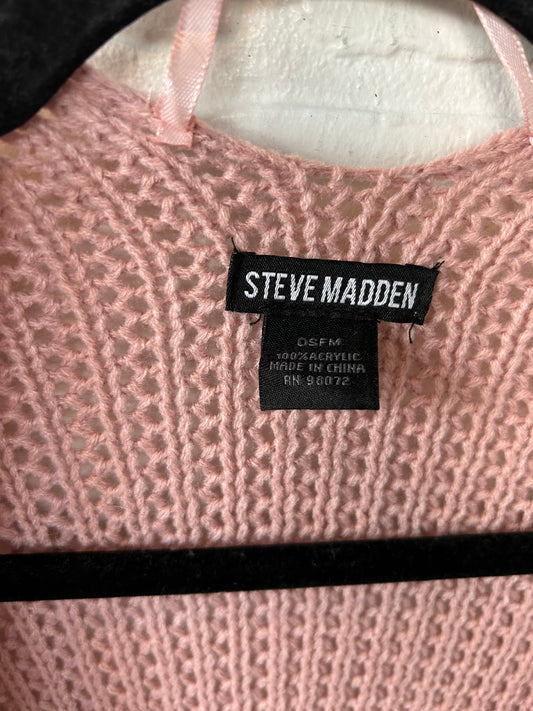 STEVE MADDEN
OSFM
100% ACRYLIC
MADE IN CHINA
RN 98072